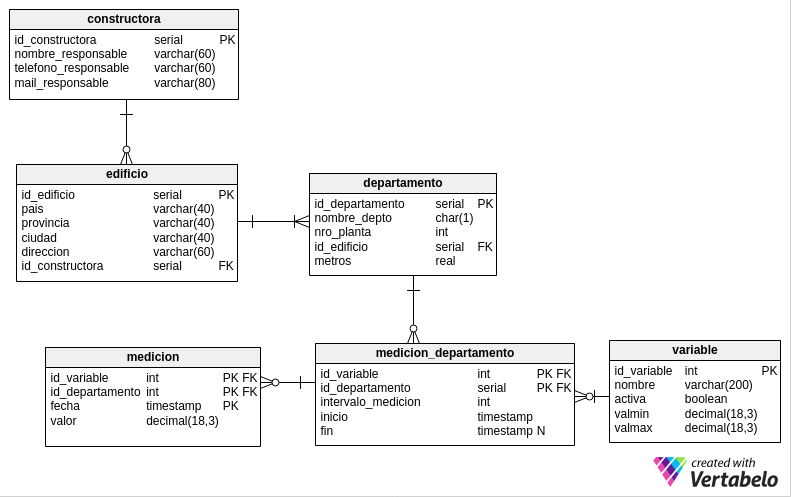 constructora
id_constructora serial PK
nombre_responsable varchar(60)
telefono_responsable varchar(60)
mail_responsable varchar(80)
edificio
id_edificio serial PK
pais varchar(40)
provincia varchar(40)
ciudad varchar(40)
direccion varchar(60)
id_constructora serial FK
departamento
id_departamento serial PK
nombre_depto char(1)
nro_planta int
id_edificio serial FK
metros real
medicion
id_variable int PK FK
id_departamento int PK FK
fecha timestamp PK
valor decimal(18,3)
medicion_departamento
id_variable int PK FK
id_departamento serial PK FK
intervalo_medicion int
inicio timestamp
fin timestamp N
variable
id_variable int PK
nombre varchar(200)
activa boolean
valmin decimal(18,3)
valmax decimal(18,3)
created with
Vertabelo